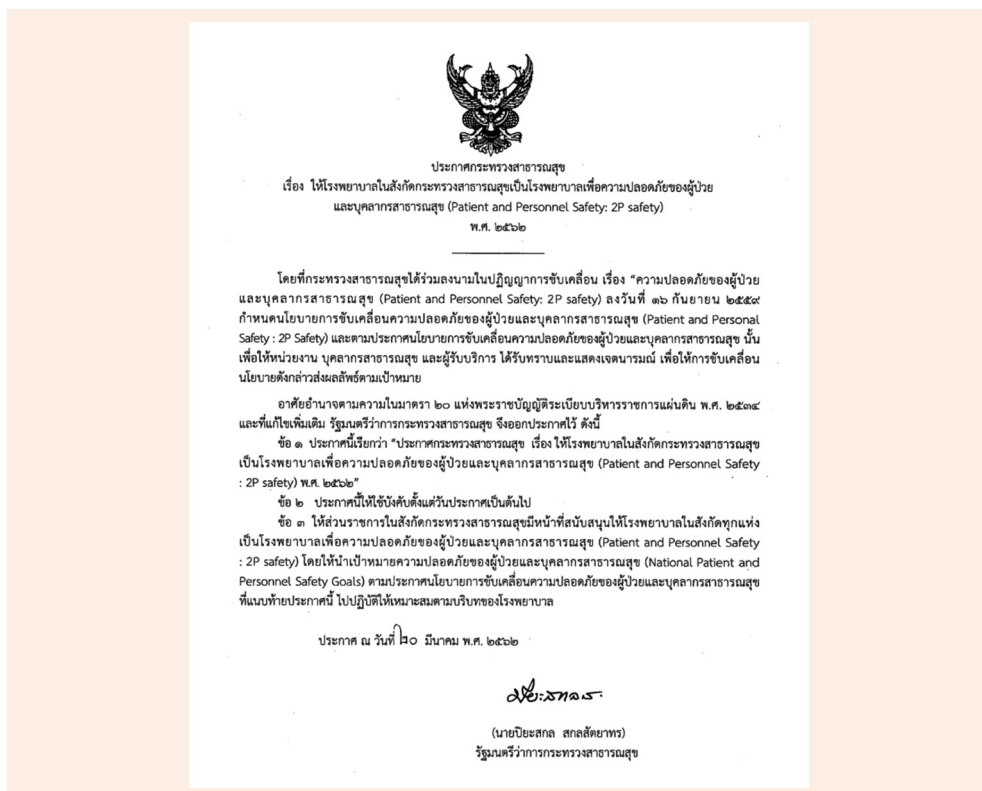 ประกาศกระทรวงสาธารณสุข
เรื่อง ให้โรงพยาบาลในสังกัดกระทรวงสาธารณสุขเป็นโรงพยาบาลเพื่อความปลอดภัยของผู้ป่วย
และบุคลากรสาธารณสุข (Patient and Personnel Safety: 2P safety)
พ.ศ. ๒๕๖๒
โดยที่กระทรวงสาธารณสุขได้ร่วมลงนามในปฏิญญาการขับเคลื่อน เรื่อง “ความปลอดภัยของผู้ป่วย
และบุคลากรสาธารณสุข (Patient and Personnel Safety: 2P safety) ลงวันที่ ๑๖ กันยายน ๒๕๕๙
กำหนดนโยบายการขับเคลื่อนความปลอดภัยของผู้ป่วยและบุคลากรสาธารณสุข (Patient and Personal
Safety : 2P Safety) และตามประกาศนโยบายการขับเคลื่อนความปลอดภัยของผู้ป่วยและบุคลากรสาธารณสุข นั้น
เพื่อให้หน่วยงาน บุคลากรสาธารณสุข และผู้รับบริการ ได้รับทราบและแสดงเจตนารมณ์ เพื่อให้การขับเคลื่อน
นโยบายดังกล่าวส่งผลลัพธ์ตามเป้าหมาย
อาศัยอำนาจตามความในมาตรา ๒๐ แห่งพระราชบัญญัติระเบียบบริหารราชการแผ่นดิน พ.ศ. ๒๕๓๔
และที่แก้ไขเพิ่มเติม รัฐมนตรีว่าการกระทรวงสาธารณสุข จึงออกประกาศไว้ ดังนี้
ข้อ ๑ ประกาศนี้เรียกว่า “ประกาศกระทรวงสาธารณสุข เรื่อง ให้โรงพยาบาลในสังกัดกระทรวงสาธารณสุข
เป็นโรงพยาบาลเพื่อความปลอดภัยของผู้ป่วยและบุคลากรสาธารณสุข (Patient and Personnel Safety
: 2P safety) พ.ศ. ๒๕๖๒”
ข้อ ๒ ประกาศนี้ให้ใช้บังคับตั้งแต่วันประกาศเป็นต้นไป
ข้อ ๓ ให้ส่วนราชการในสังกัดกระทรวงสาธารณสุขมีหน้าที่สนับสนุนให้โรงพยาบาลในสังกัดทุกแห่ง
เป็นโรงพยาบาลเพื่อความปลอดภัยของผู้ป่วยและบุคลากรสาธารณสุข (Patient and Personnel Safety
: 2P safety) โดยให้นำเป้าหมายความปลอดภัยของผู้ป่วยและบุคลากรสาธารณสุข (National Patient and
Personnel Safety Goals) ตามประกาศนโยบายการขับเคลื่อนความปลอดภัยของผู้ป่วยและบุคลากรสาธารณสุข
ที่แนบท้ายประกาศนี้ ไปปฏิบัติให้เหมาะสมตามบริบทของโรงพยาบาล
ประกาศ ณ วันที่ ๒๐ มีนาคม พ.ศ. ๒๕๖๒
ปิยะสกล
(นายปิยะสกล สกลสัตยาทร)
รัฐมนตรีว่าการกระทรวงสาธารณสุข